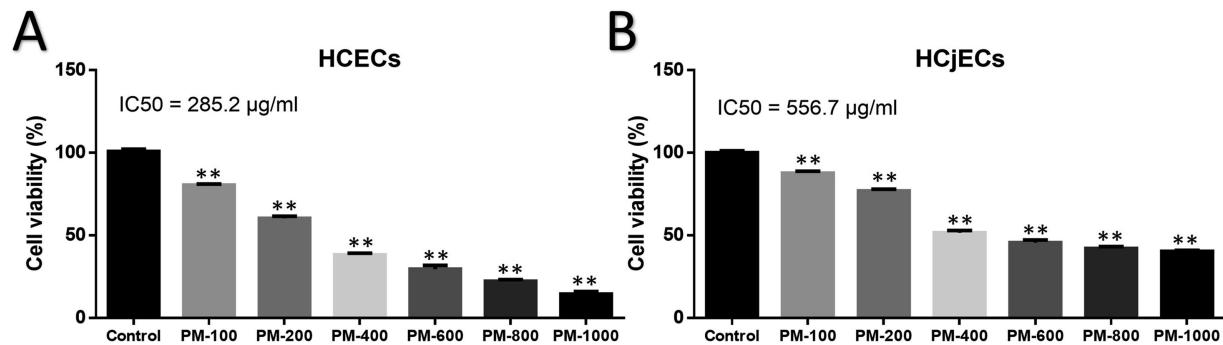 A
HCECs
150
100
50
0
Cell viability (%)
IC50 = 285.2 µg/ml
** ** ** ** ** **
Control PM-100 PM-200 PM-400 PM-600 PM-800 PM-1000
B
HCjECs
150
100
50
0
Cell viability (%)
IC50 = 556.7 µg/ml
** ** ** ** ** **
Control PM-100 PM-200 PM-400 PM-600 PM-800 PM-1000